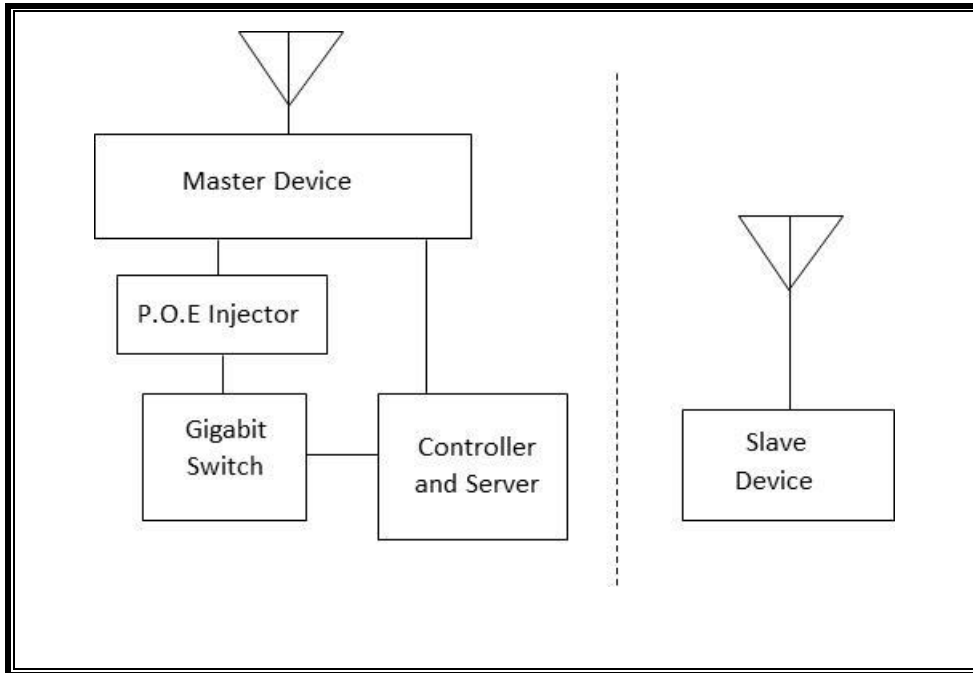 Master Device
P.O.E Injector
Gigabit
Switch
Controller
and Server
Slave
Device